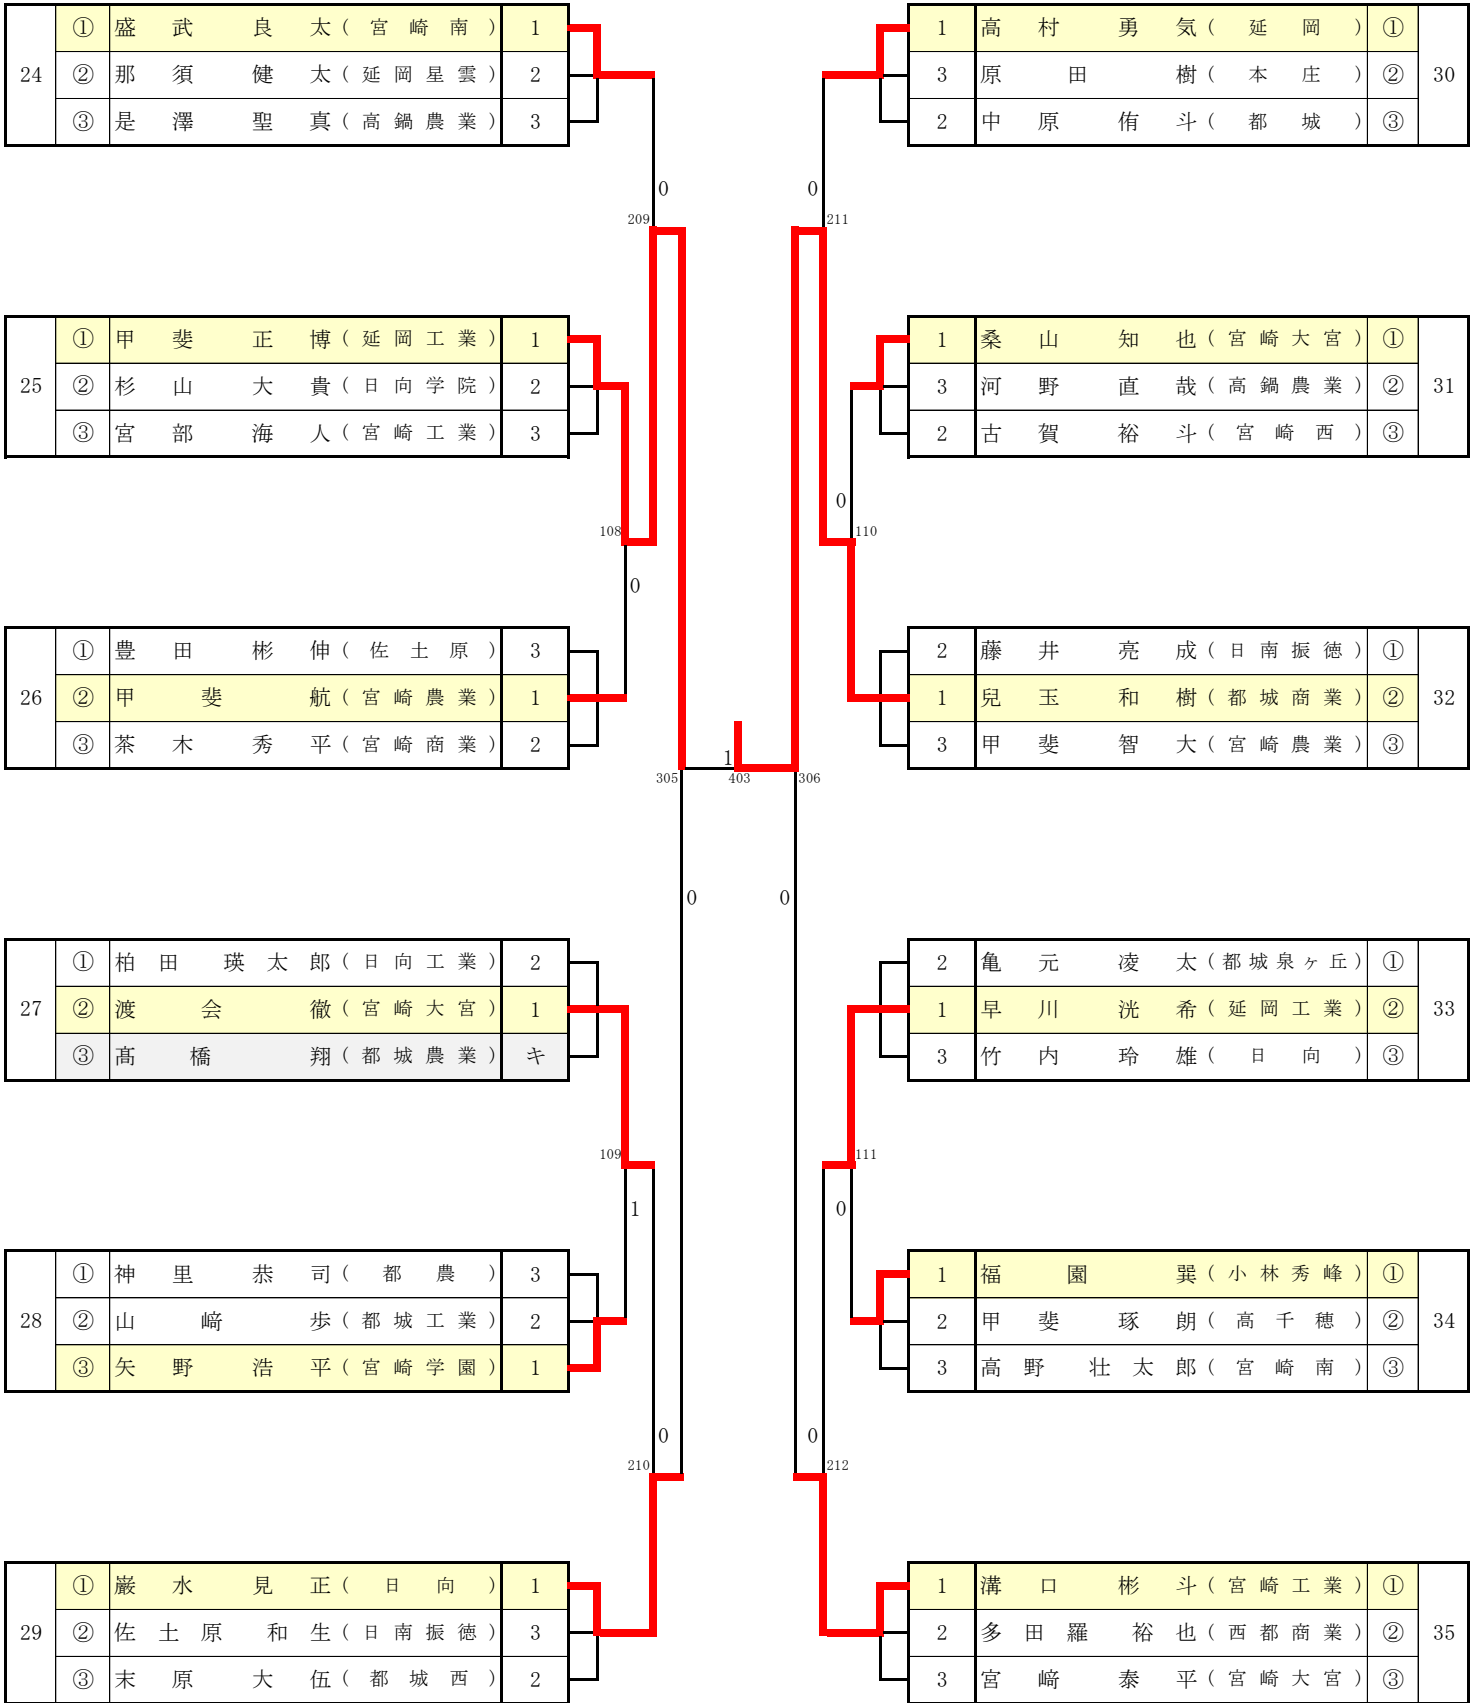 ① 盛武 良太(宮崎南) 1
24 ② 那須 健太(延岡星雲) 2
③ 是澤 聖真(高鍋農業) 3
1 高村 勇気(延岡) ①
3 原田 樹(本庄) ② 30
2 中原 侑斗(都城) ③
0 0
209 211
① 甲斐 正博(延岡工業) 1
25 ② 杉山 大貴(日向学院) 2
③ 宮部 海人(宮崎工業) 3
1 桑山 知也(宮崎大宮) ①
3 河野 直哉(高鍋農業) ② 31
2 古賀 裕斗(宮崎西) ③
0
108 110
0
① 豊田 彬伸(佐土原) 3
26 ② 甲斐 航(宮崎農業) 1
③ 茶木 秀平(宮崎商業) 2
2 藤井 亮成(日南振徳) ①
1 兒玉 和樹(都城商業) ② 32
3 甲斐 智大(宮崎農業) ③
1
305 403 306
0 0
① 柏田 瑛太郎(日向工業) 2
27 ② 渡会 徹(宮崎大宮) 1
③ 髙橋 翔(都城農業) キ
2 亀元 凌太(都城泉ヶ丘) ①
1 早川 洸希(延岡工業) ② 33
3 竹内 玲雄(日向) ③
109 111
1 0
① 神里 恭司(都農) 3
28 ② 山﨑 歩(都城工業) 2
③ 矢野 浩平(宮崎学園) 1
1 福園 巽(小林秀峰) ①
2 甲斐 琢朗(高千穂) ② 34
3 高野 壮太郎(宮崎南) ③
0 0
210 212
① 巌水 見正(日向) 1
29 ② 佐土原 和生(日南振徳) 3
③ 末原 大伍(都城西) 2
1 溝口 彬斗(宮崎工業) ①
2 多田羅 裕也(西都商業) ② 35
3 宮﨑 泰平(宮崎大宮) ③